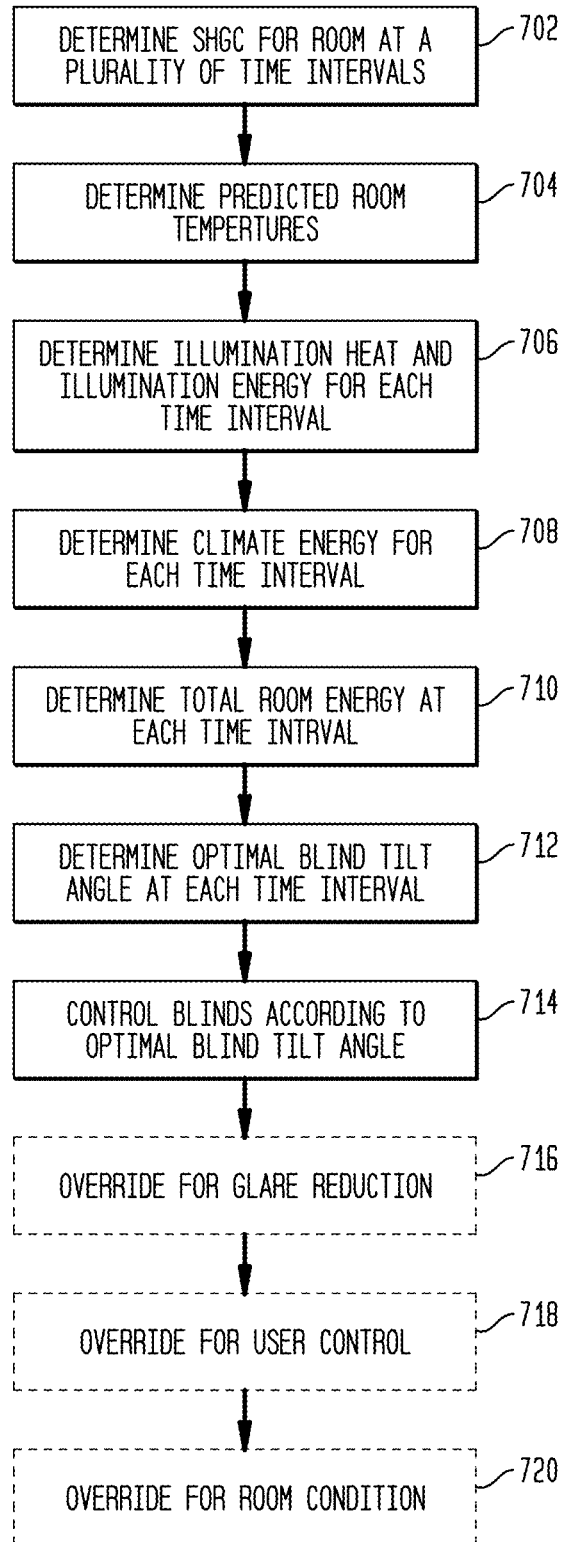 DETERMINE SHGC FOR ROOM AT A
PLURALITY OF TIME INTERVALS
702
DETERMINE PREDICTED ROOM
TEMPERTURES
704
DETERMINE ILLUMINATION HEAT AND
ILLUMINATION ENERGY FOR EACH
TIME INTERVAL
706
DETERMINE CLIMATE ENERGY FOR
EACH TIME INTERVAL
708
DETERMINE TOTAL ROOM ENERGY AT
EACH TIME INTRVAL
710
DETERMINE OPTIMAL BLIND TILT
ANGLE AT EACH TIME INTERVAL
712
CONTROL BLINDS ACCORDING TO
OPTIMAL BLIND TILT ANGLE
714
OVERRIDE FOR GLARE REDUCTION
716
OVERRIDE FOR USER CONTROL
718
OVERRIDE FOR ROOM CONDITION
720